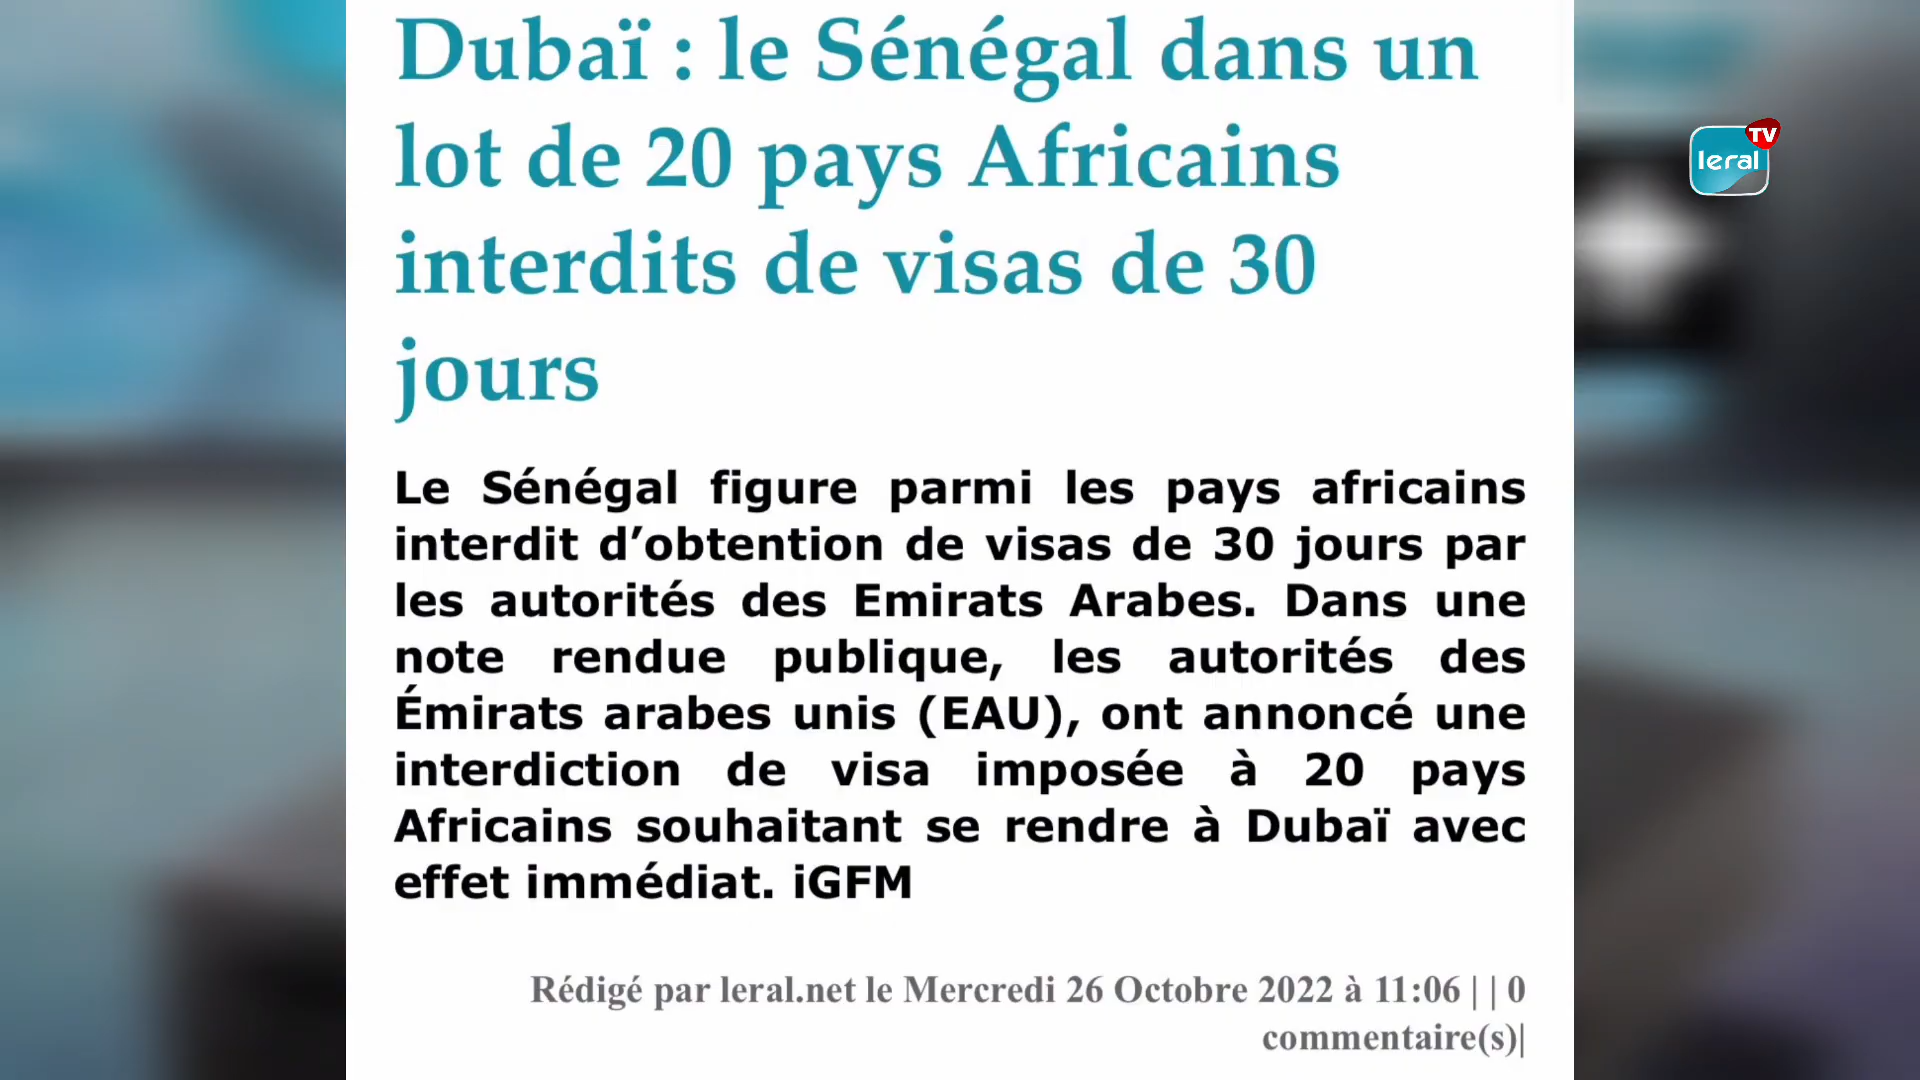 Dubaï : le Sénégal dans un
lot de 20 pays Africains
interdits de visas de 30
jours
TV
leral
Le Sénégal figure parmi les pays africains
interdit d’obtention de visas de 30 jours par
les autorités des Emirats Arabes. Dans une
note rendue publique, les autorités des
Émirats arabes unis (EAU), ont annoncé une
interdiction de visa imposée à 20 pays
Africains souhaitant se rendre à Dubaï avec
effet immédiat. iGFM
Rédigé par leral.net le Mercredi 26 Octobre 2022 à 11:06 | | 0
commentaire(s)|